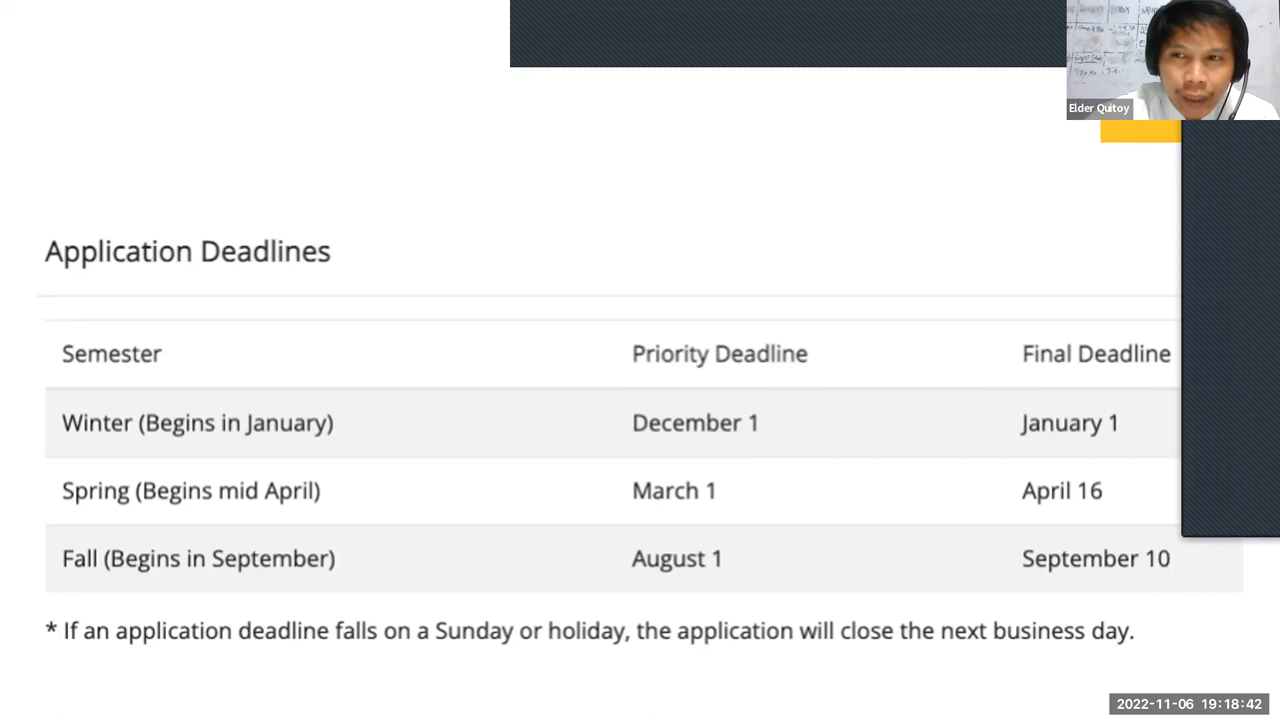 Elder Quitoy
Application Deadlines
Semester Priority Deadline Final Deadline
Winter (Begins in January) December 1 January 1
Spring (Begins mid April) March 1 April 16
Fall (Begins in September) August 1 September 10
* If an application deadline falls on a Sunday or holiday, the application will close the next business day.
2022-11-06 19:18:42